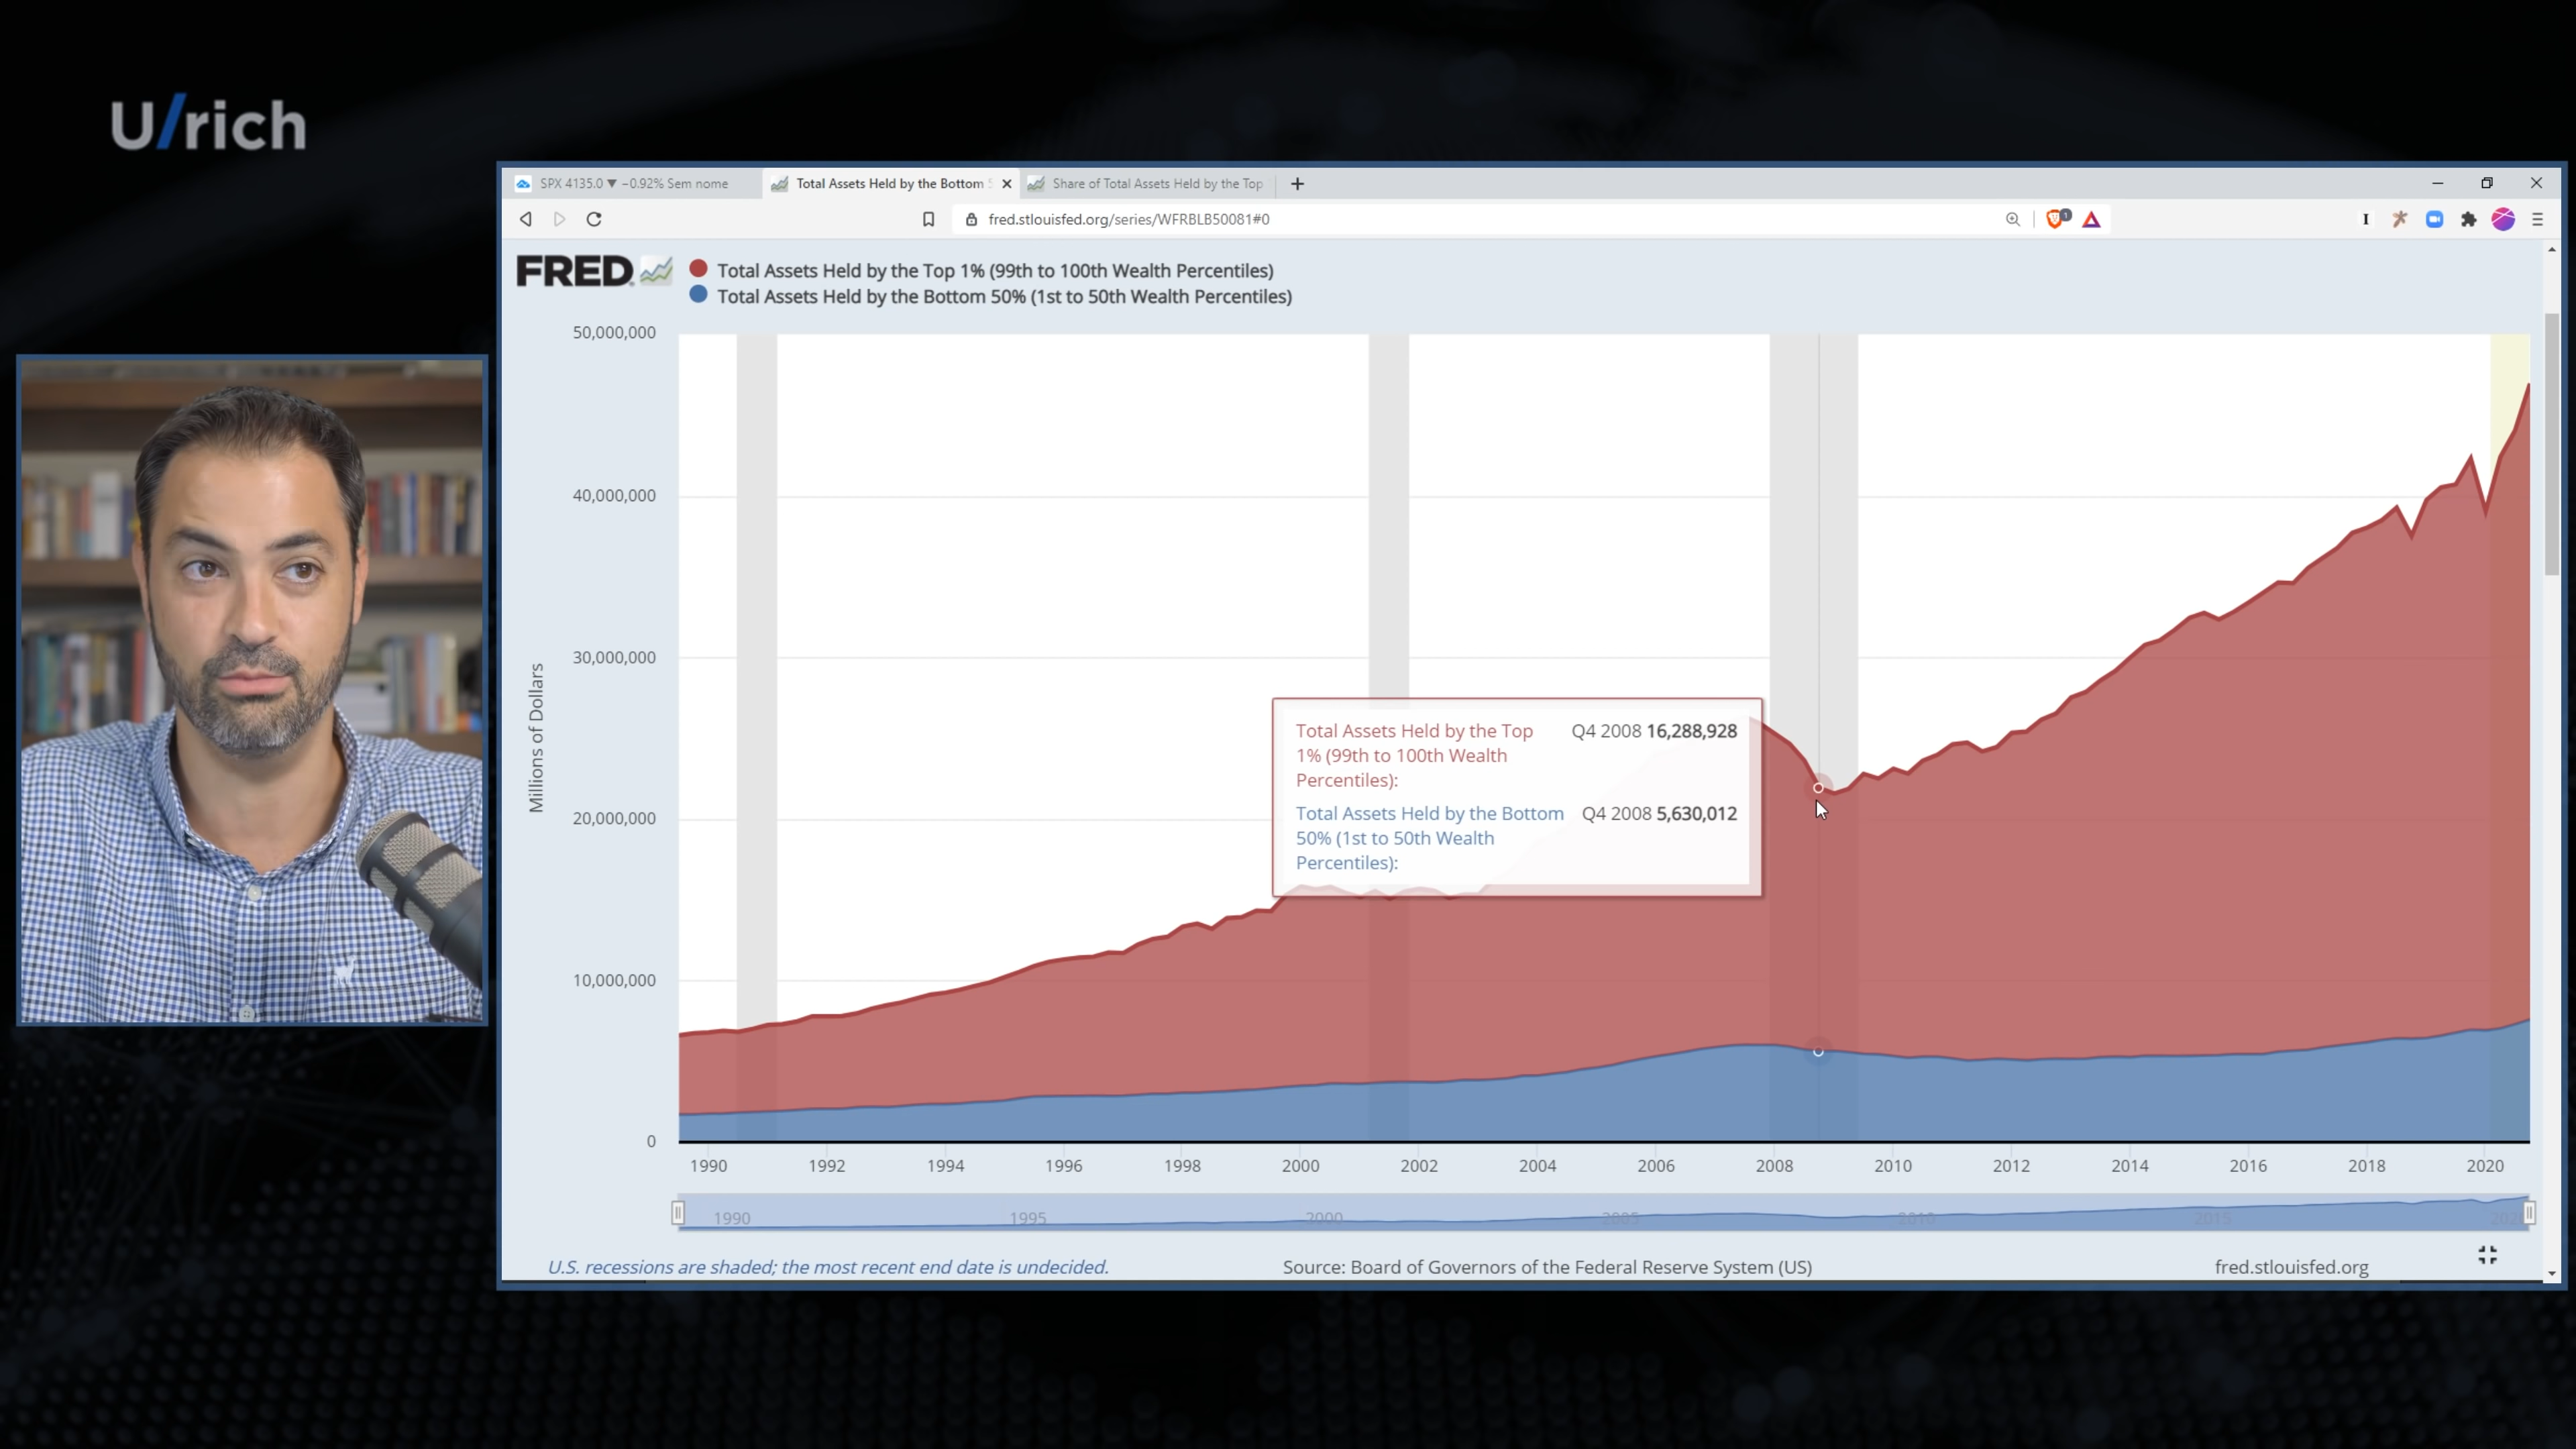 U/rich
SPX 4135.0 ▼ −0.92% Sem nome
Total Assets Held by the Bottom
Share of Total Assets Held by the Top
fred.stlouisfed.org/series/WFRBLB50081#0
1
FRED
Total Assets Held by the Top 1% (99th to 100th Wealth Percentiles)
Total Assets Held by the Bottom 50% (1st to 50th Wealth Percentiles)
50,000,000
40,000,000
30,000,000
20,000,000
10,000,000
0
Millions of Dollars
Total Assets Held by the Top Q4 2008 16,288,928
1% (99th to 100th Wealth
Percentiles):
Total Assets Held by the Bottom Q4 2008 5,630,012
50% (1st to 50th Wealth
Percentiles):
1990 1992 1994 1996 1998 2000 2002 2004 2006 2008 2010 2012 2014 2016 2018 2020
1990 1995 2000 2005 2010 2015
U.S. recessions are shaded; the most recent end date is undecided. Source: Board of Governors of the Federal Reserve System (US) fred.stlouisfed.org